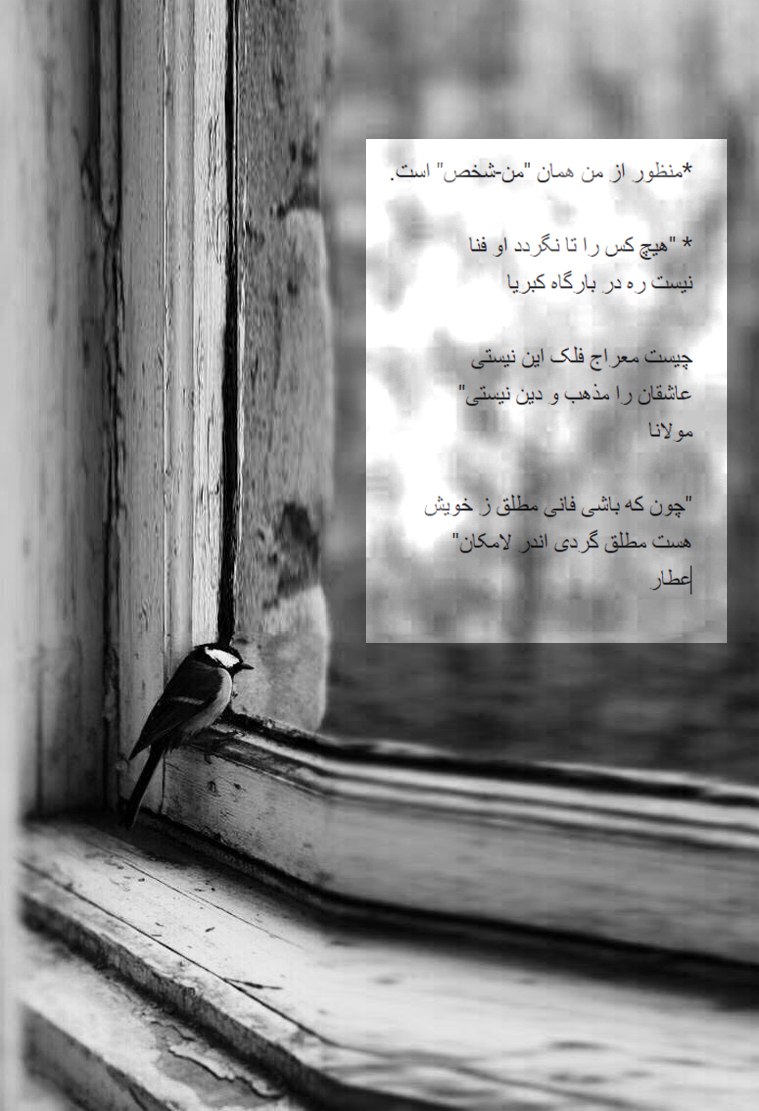 *منظور از من همان "من-شخص" است.
* "هیچ کس را تا نگردد او فنا
نیست ره در بارگاه کبریا
چیست معراج فلک این نیستی
عاشقان را مذهب و دین نیستی"
مولانا
"چون که باشی فانی مطلق ز خویش
هست مطلق گردی اندر لامکان"
عطار